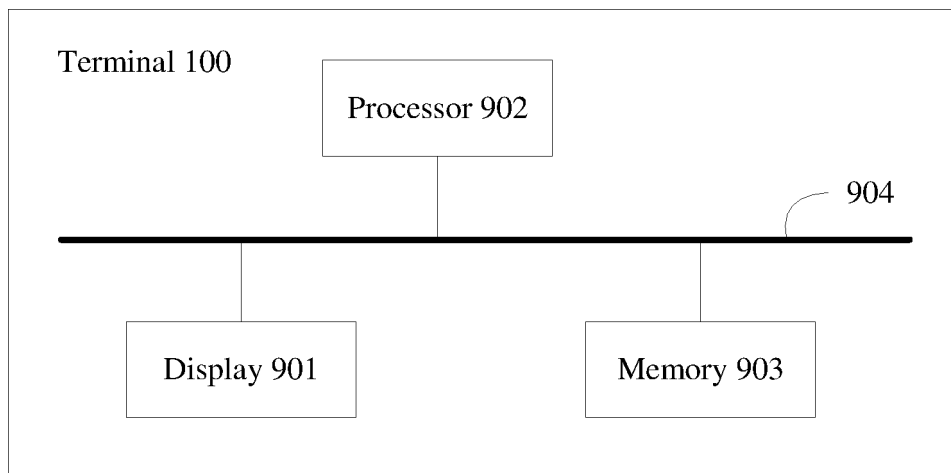 Terminal 100
Processor 902
904
Display 901
Memory 903